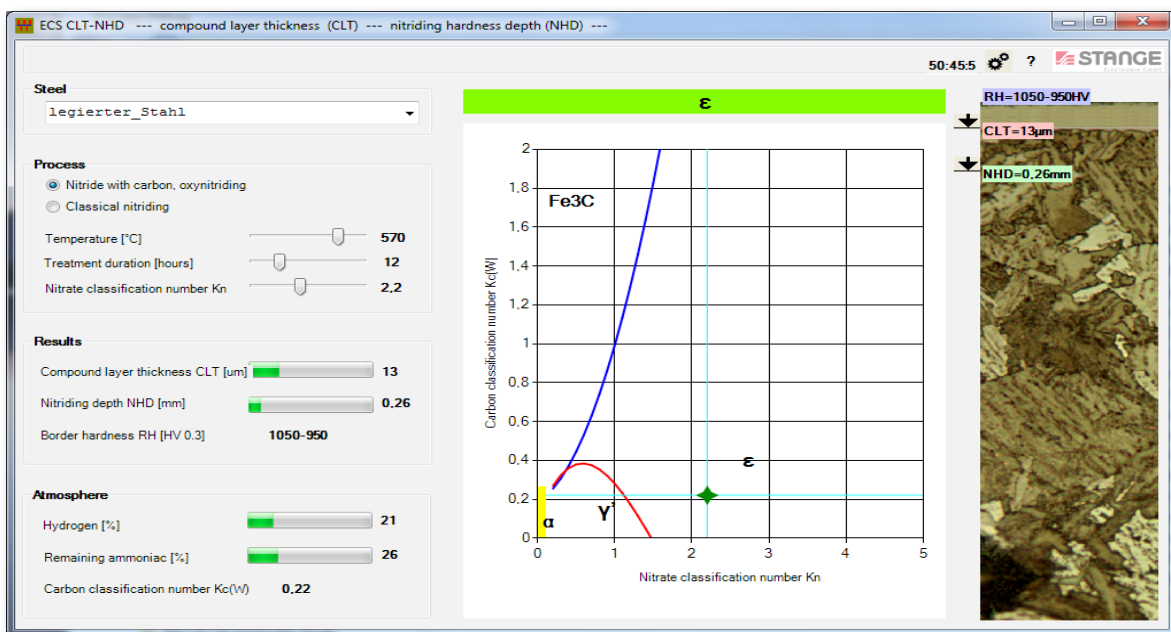 ECS CLT-NHD --- compound layer thickness (CLT) --- nitriding hardness depth (NHD) ---
50:45:5 ? STANGE
Steel
legierter_Stahl
Process
Nitride with carbon, oxynitriding
Classical nitriding
Temperature [°C] 570
Treatment duration [hours] 12
Nitrate classification number Kn 2,2
Results
Compound layer thickness CLT [um] 13
Nitriding depth NHD [mm] 0,26
Border hardness RH [HV 0.3] 1050-950
Atmosphere
Hydrogen [%] 21
Remaining ammoniac [%] 26
Carbon classification number Kc(W) 0,22
ε
Carbon classification number Kc[W]
2
1,8
1,6
1,4
1,2
1
0,8
0,6
0,4
0,2
0
Fe3C
ε
α
γ'
0 1 2 3 4 5
Nitrate classification number Kn
RH=1050-950HV
CLT=13µm
NHD=0,26mm